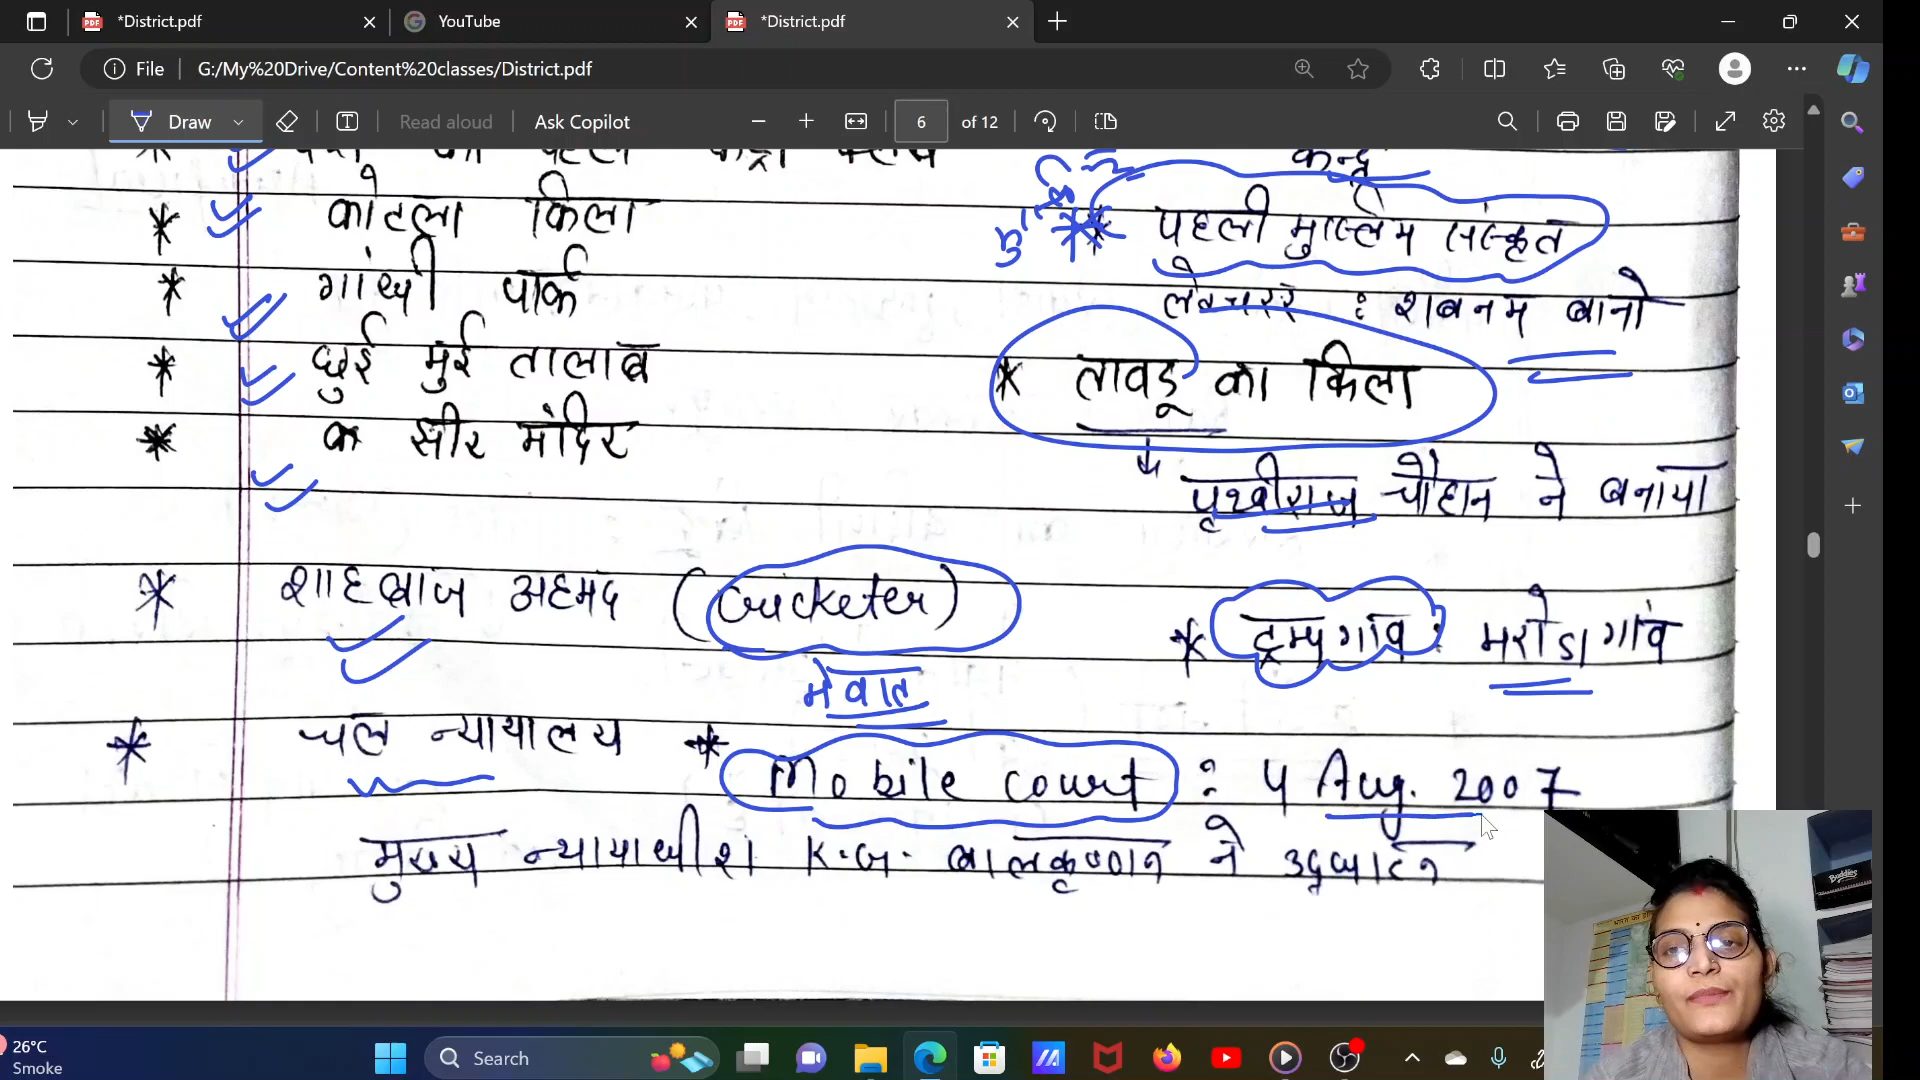 *District.pdf
YouTube
*District.pdf
File
G:/My%20Drive/Content%20classes/District.pdf
Draw
Read aloud
Ask Copilot
6
of 12
केन्द्र
* कोटला किला
* गांधी पार्क
* छुई मुई तालाब
* क सीर मंदिर
* पहली मुस्लिम संस्कृत
लेक्चरर : शबनम बानो
* तावडू का किला
पृथ्वीराज चौहान ने बनाया
* शाहबाज अहमद (Cricketer)
मेवात
* ट्रम्प गांव : मरोडा गांव
* चल न्यायालय * Mobile court : 4 Aug. 2007
मुख्य न्यायाधीश K.G. बालकृष्णन ने उद्घाटन
26°C
Smoke
Search